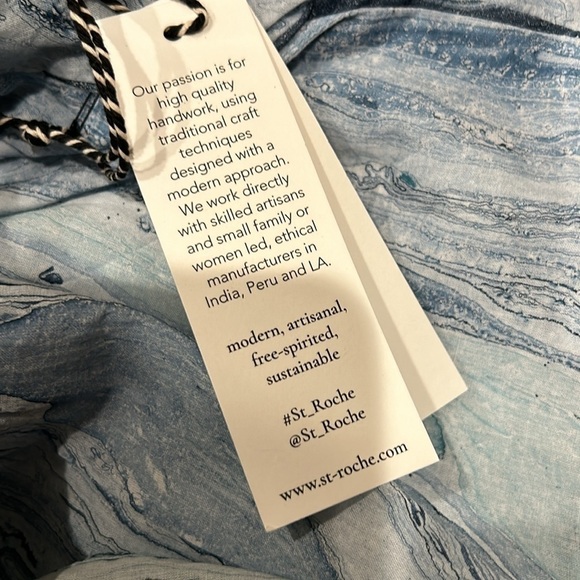 Our passion is for
high quality
handwork, using
traditional craft
techniques
designed with a
modern approach.
We work directly
with skilled artisans
and small family or
women led, ethical
manufacturers in
India, Peru and LA.
modern, artisanal,
free-spirited,
sustainable
#St_Roche
@St_Roche
www.st-roche.com